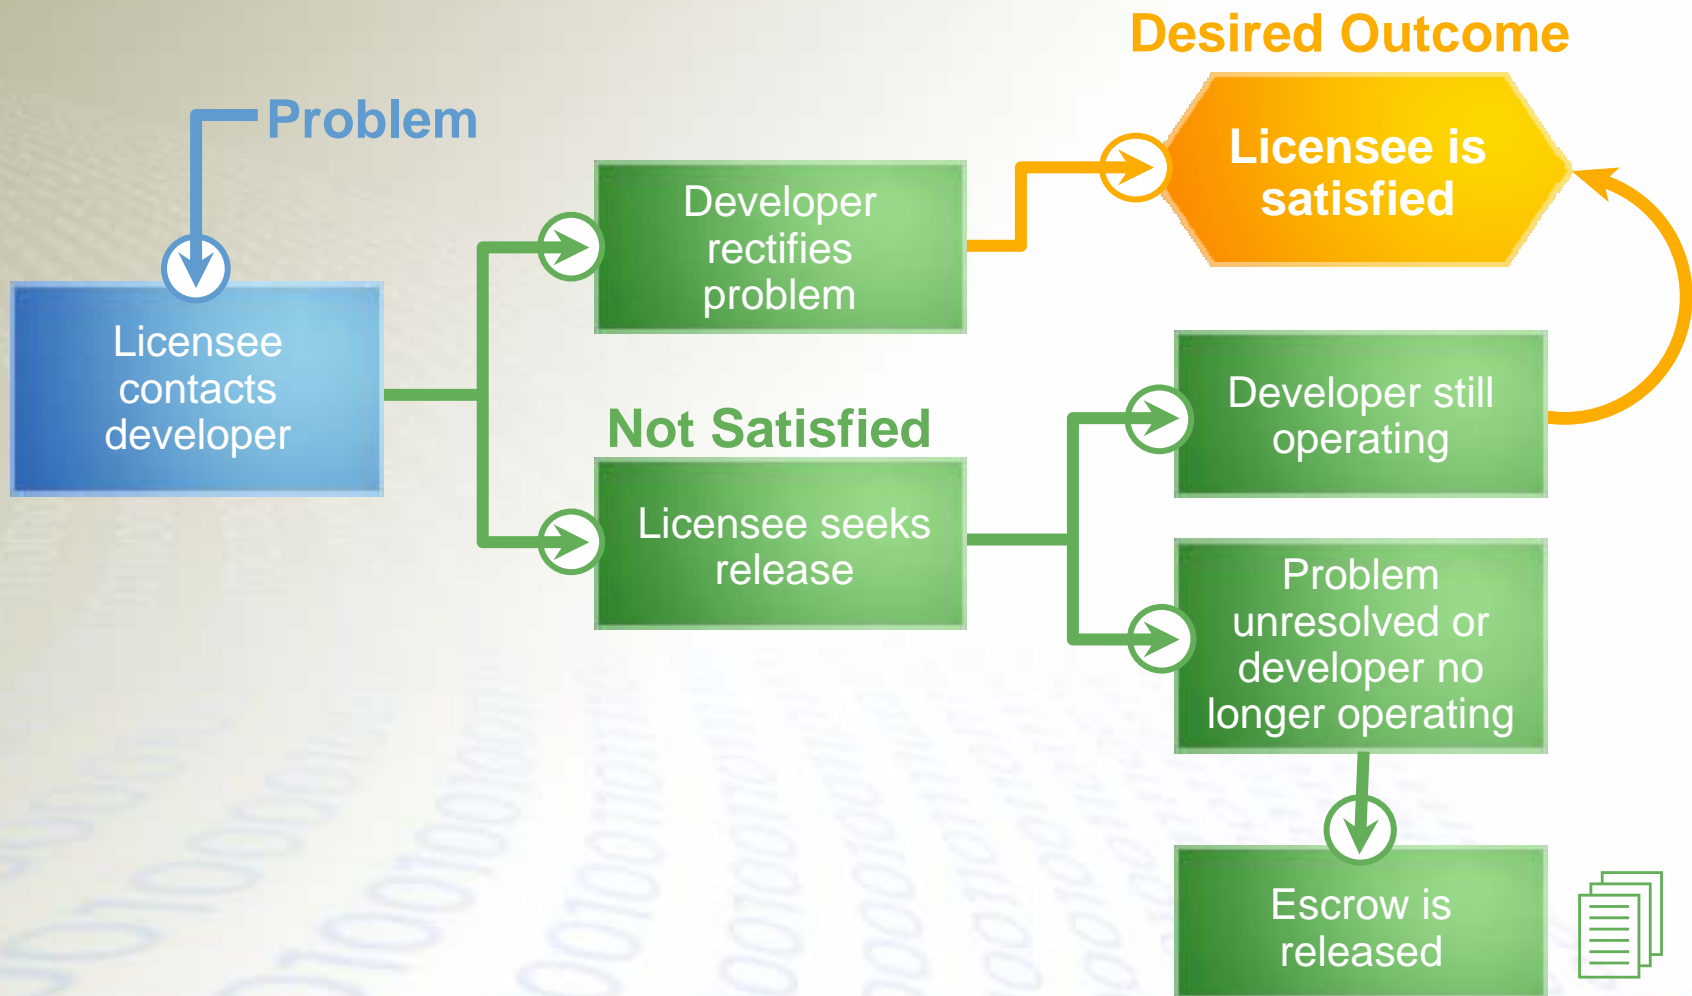 Desired Outcome
Problem
Licensee is
satisfied
Developer
rectifies
problem
Licensee
contacts
developer
Not Satisfied
Licensee seeks
release
Developer still
operating
Problem
unresolved or
developer no
longer operating
Escrow is
released